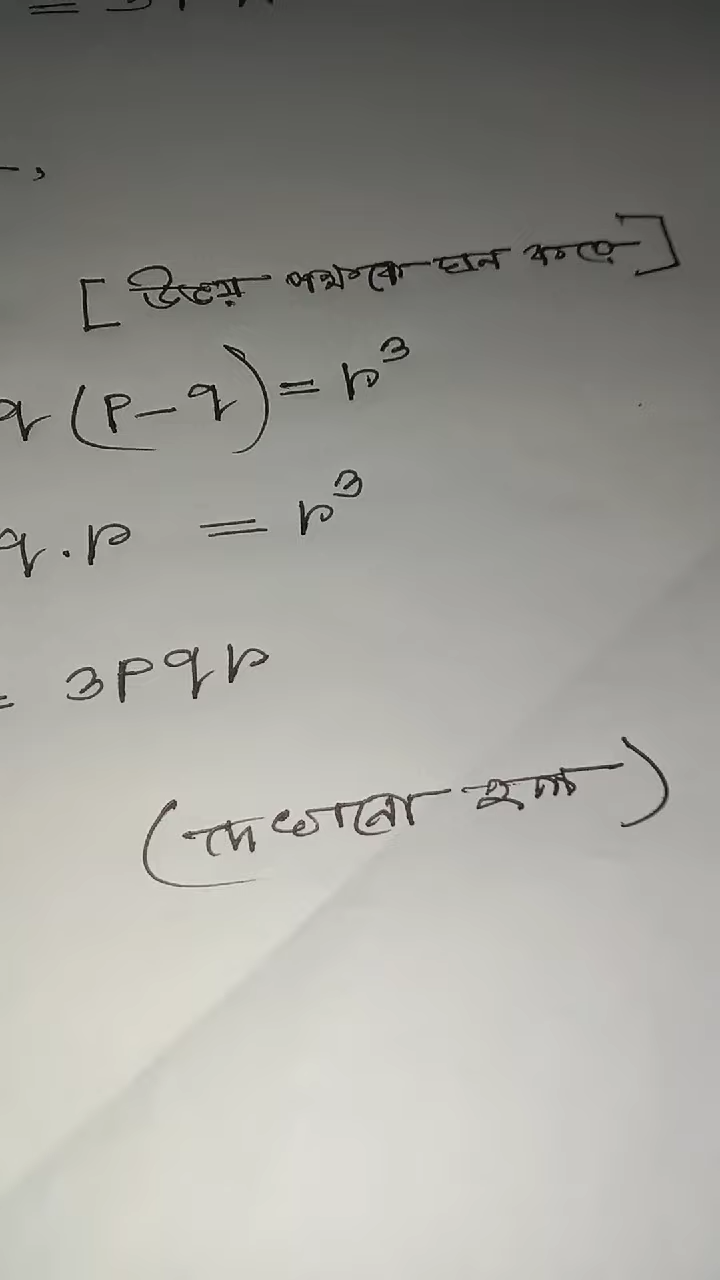 [উভয় পক্ষকে ঘন করে]
q (p - q) = r³
q . r = r³
= 3pqr
(দেখানো হল)